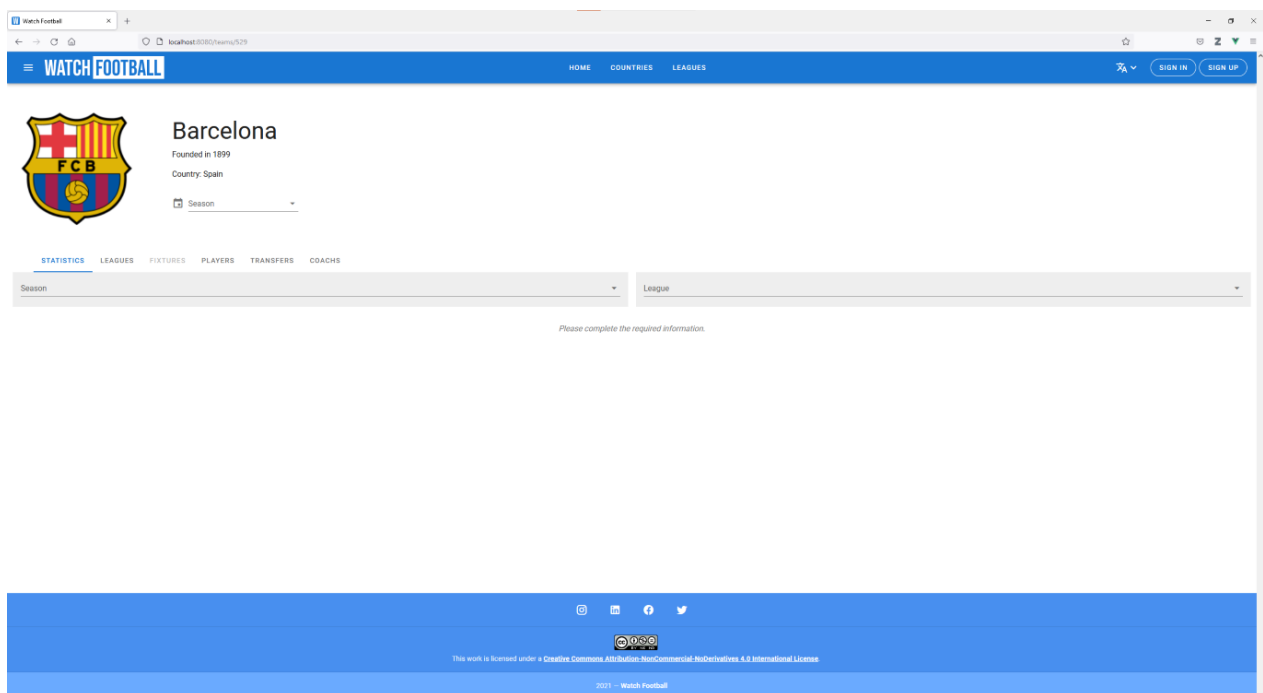 Watch Football
localhost:8080/teams/529
WATCH FOOTBALL
HOME COUNTRIES LEAGUES
SIGN IN SIGN UP
FCB
Barcelona
Founded in 1899
Country: Spain
Season
STATISTICS LEAGUES FIXTURES PLAYERS TRANSFERS COACHS
Season League
Please complete the required information.
This work is licensed under a Creative Commons Attribution-NonCommercial-NoDerivatives 4.0 International License.
2021 — Watch Football